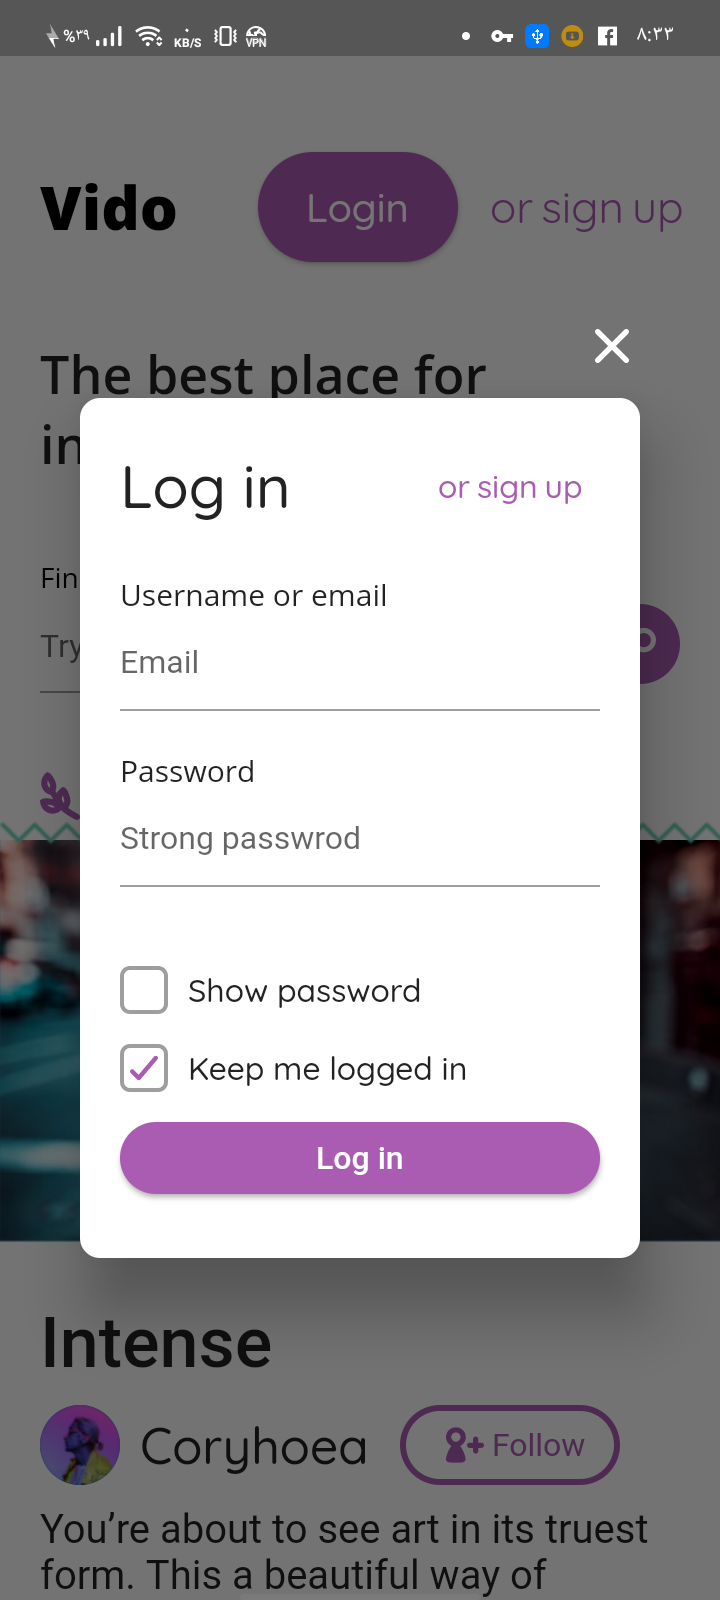 %۳۹ KB/S VPN ۸:۳۳
Vido Login or sign up
The best place for
in
Log in or sign up
Fin
Username or email
Try
Email
Password
Strong passwrod
Show password
Keep me logged in
Log in
Intense
Coryhoea Follow
You’re about to see art in its truest
form. This a beautiful way of